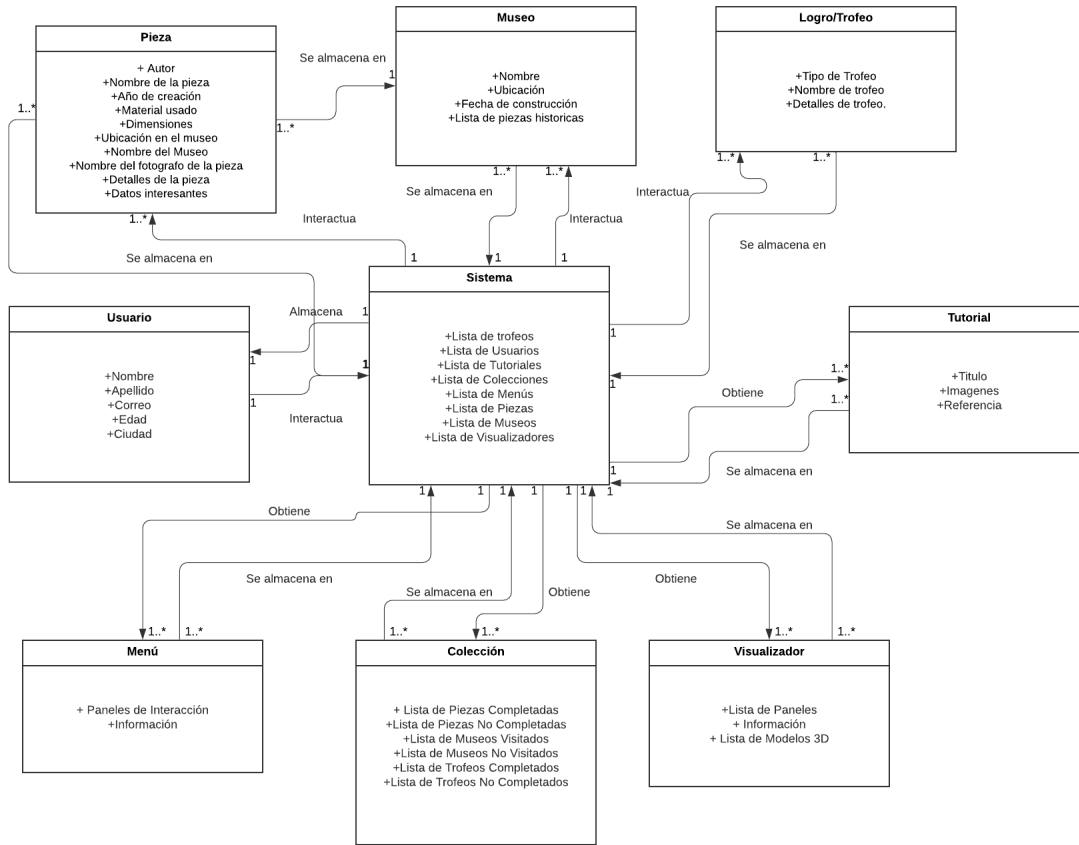 Pieza
+ Autor
+Nombre de la pieza
+Año de creación
+Material usado
+Dimensiones
+Ubicación en el museo
+Nombre del Museo
+Nombre del fotografo de la pieza
+Detalles de la pieza
+Datos interesantes
1..*
1..*
1..*
Se almacena en
1
Museo
+Nombre
+Ubicación
+Fecha de construcción
+Lista de piezas historicas
1..*
1..*
Logro/Trofeo
+Tipo de Trofeo
+Nombre de trofeo
+Detalles de trofeo.
1..*
1..*
Se almacena en
Interactua
Interactua
Interactua
Se almacena en
Se almacena en
1
1
1
Sistema
+Lista de trofeos
+Lista de Usuarios
+Lista de Tutoriales
+Lista de Colecciones
+Lista de Menús
+Lista de Piezas
+Lista de Museos
+Lista de Visualizadores
Usuario
+Nombre
+Apellido
+Correo
+Edad
+Ciudad
Almacena
1
1
1
1
Interactua
1
1
Tutorial
+Titulo
+Imagenes
+Referencia
1..*
1..*
Obtiene
Se almacena en
1
1
1
1
1
1
1
1
Obtiene
Se almacena en
Se almacena en
Obtiene
Obtiene
Se almacena en
1..*
1..*
1..*
1..*
1..*
1..*
Menú
+ Paneles de Interacción
+Información
Colección
+ Lista de Piezas Completadas
+Lista de Piezas No Completadas
+Lista de Museos Visitados
+Lista de Museos No Visitados
+Lista de Trofeos Completados
+Lista de Trofeos No Completados
Visualizador
+Lista de Paneles
+ Información
+ Lista de Modelos 3D